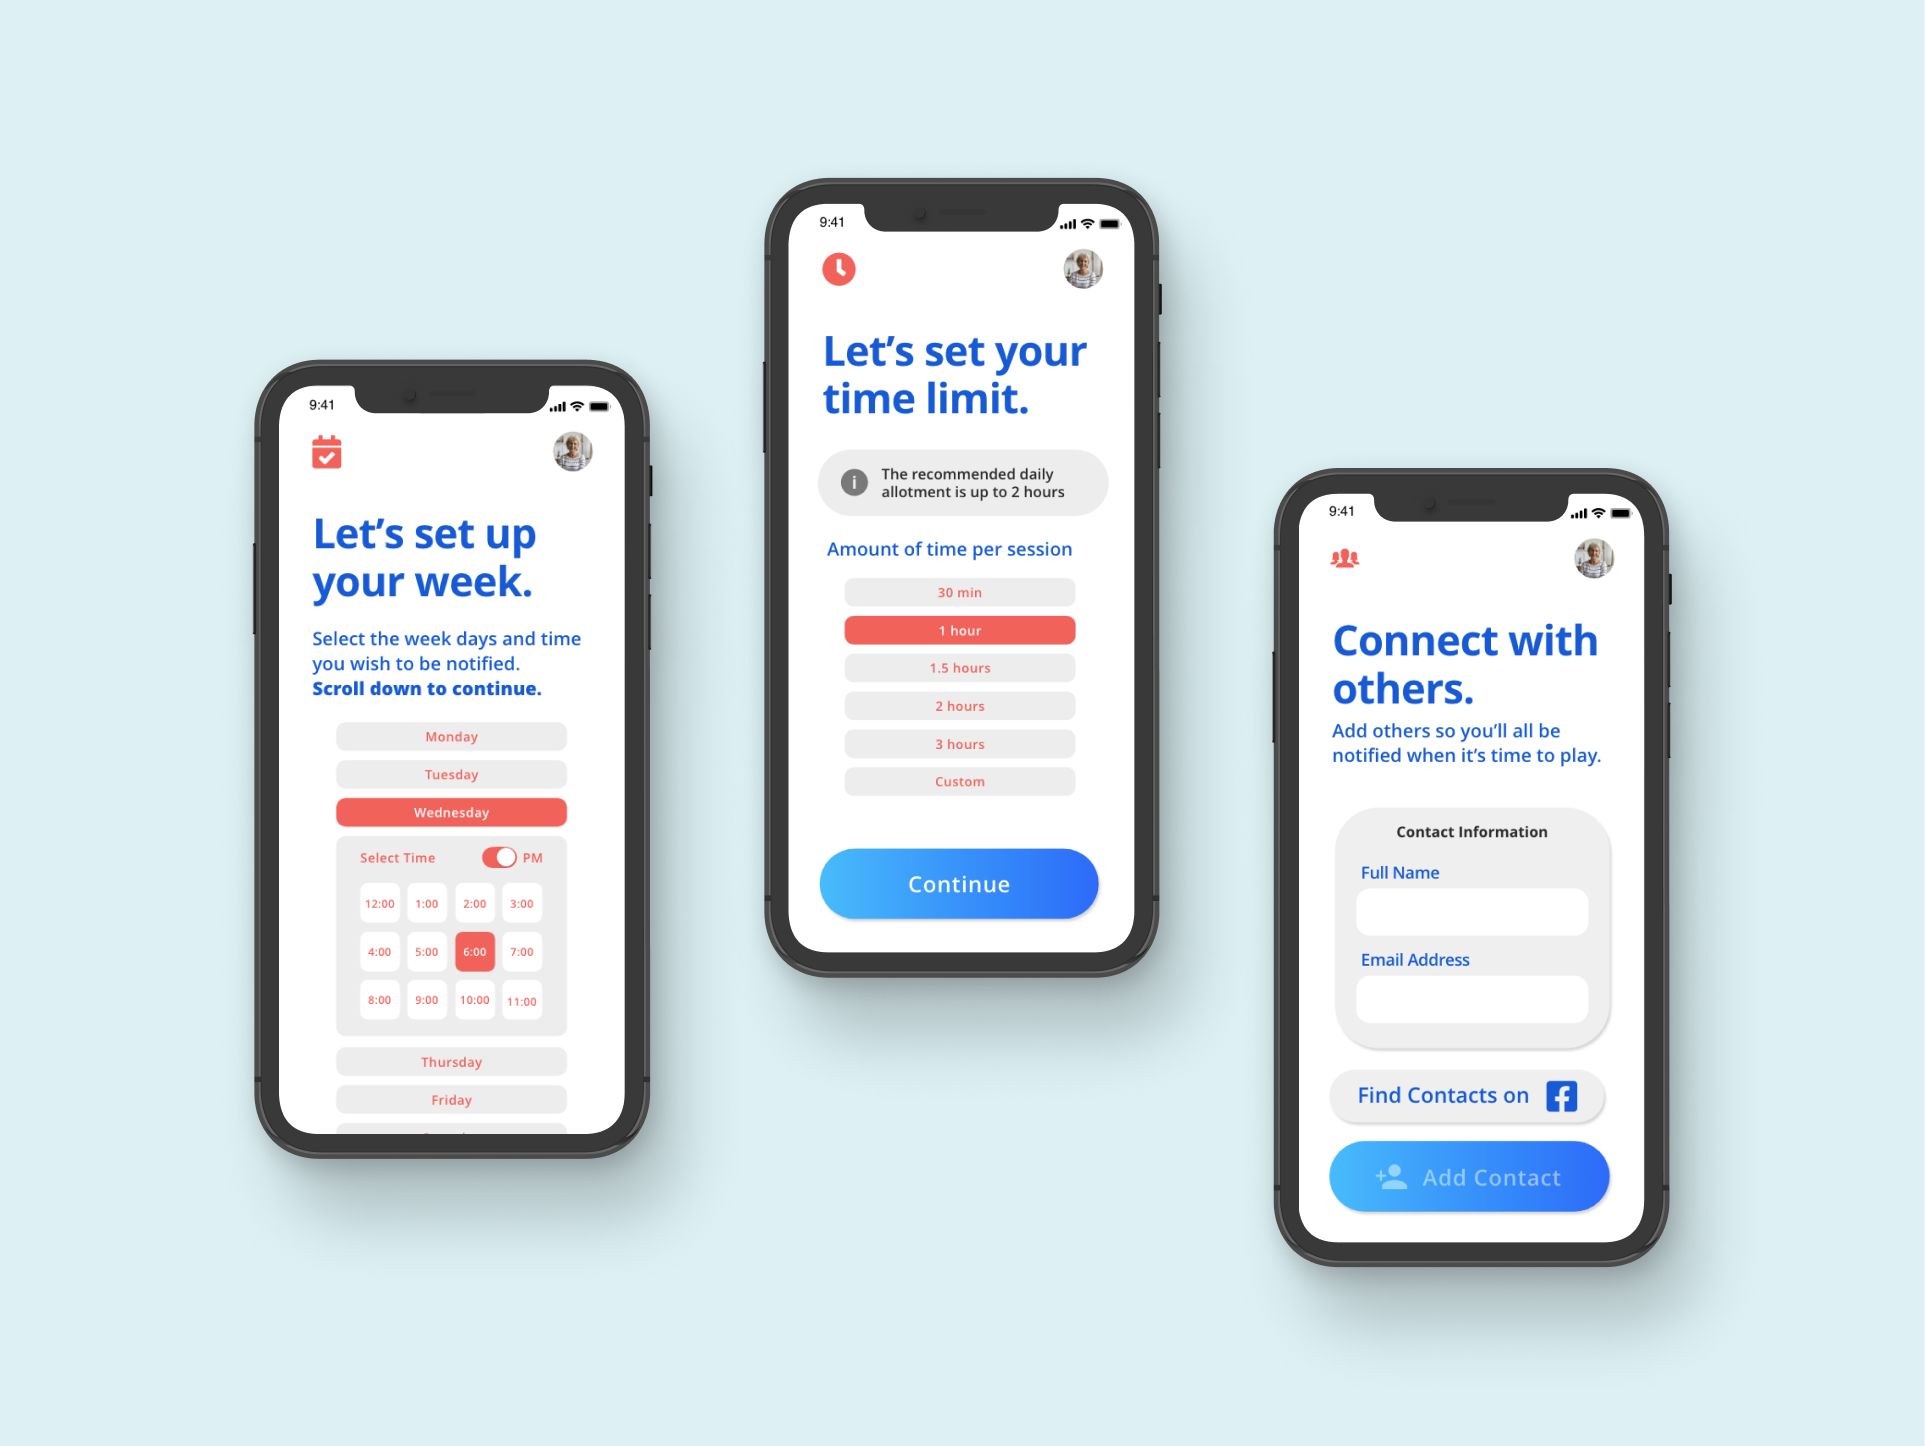 9:41
Let's set up
your week.
Select the week days and time
you wish to be notified.
Scroll down to continue.
Monday
Tuesday
Wednesday
Select Time PM
12:00 1:00 2:00 3:00
4:00 5:00 6:00 7:00
8:00 9:00 10:00 11:00
Thursday
Friday
9:41
Let's set your
time limit.
i
The recommended daily
allotment is up to 2 hours
Amount of time per session
30 min
1 hour
1.5 hours
2 hours
3 hours
Custom
Continue
9:41
Connect with
others.
Add others so you'll all be
notified when it's time to play.
Contact Information
Full Name
Email Address
Find Contacts on
Add Contact